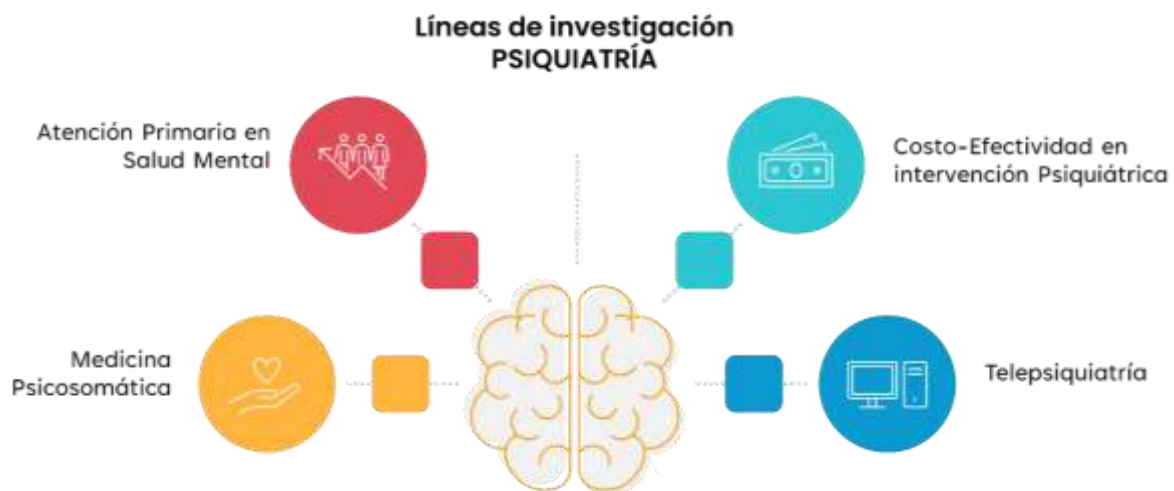 Líneas de investigación
PSIQUIATRÍA
Atención Primaria en
Salud Mental
Costo-Efectividad en
intervención Psiquiátrica
Medicina
Psicosomática
Telepsiquiatría